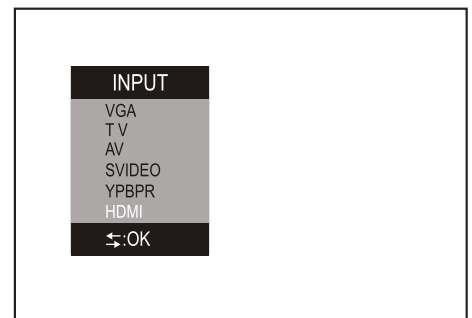 INPUT
VGA
T V
AV
SVIDEO
YPBPR
HDMI
⇆:OK